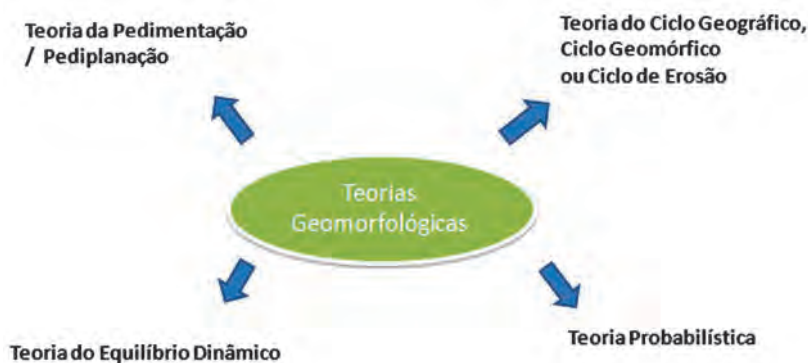 Teoria da Pedimentação
/ Pediplanação
Teoria do Ciclo Geográfico,
Ciclo Geomórfico
ou Ciclo de Erosão
Teorias
Geomorfológicas
Teoria do Equilíbrio Dinâmico
Teoria Probabilística